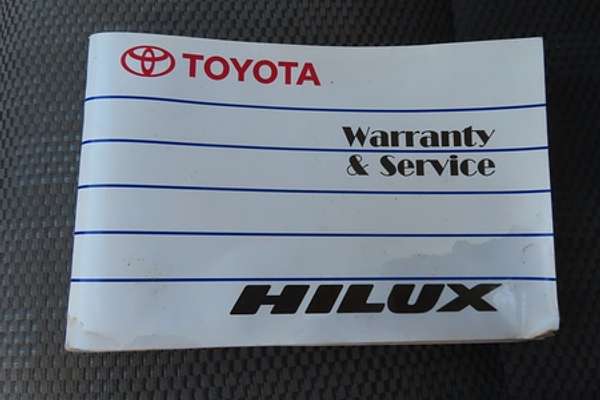 TOYOTA
Warranty
& Service
HILUX